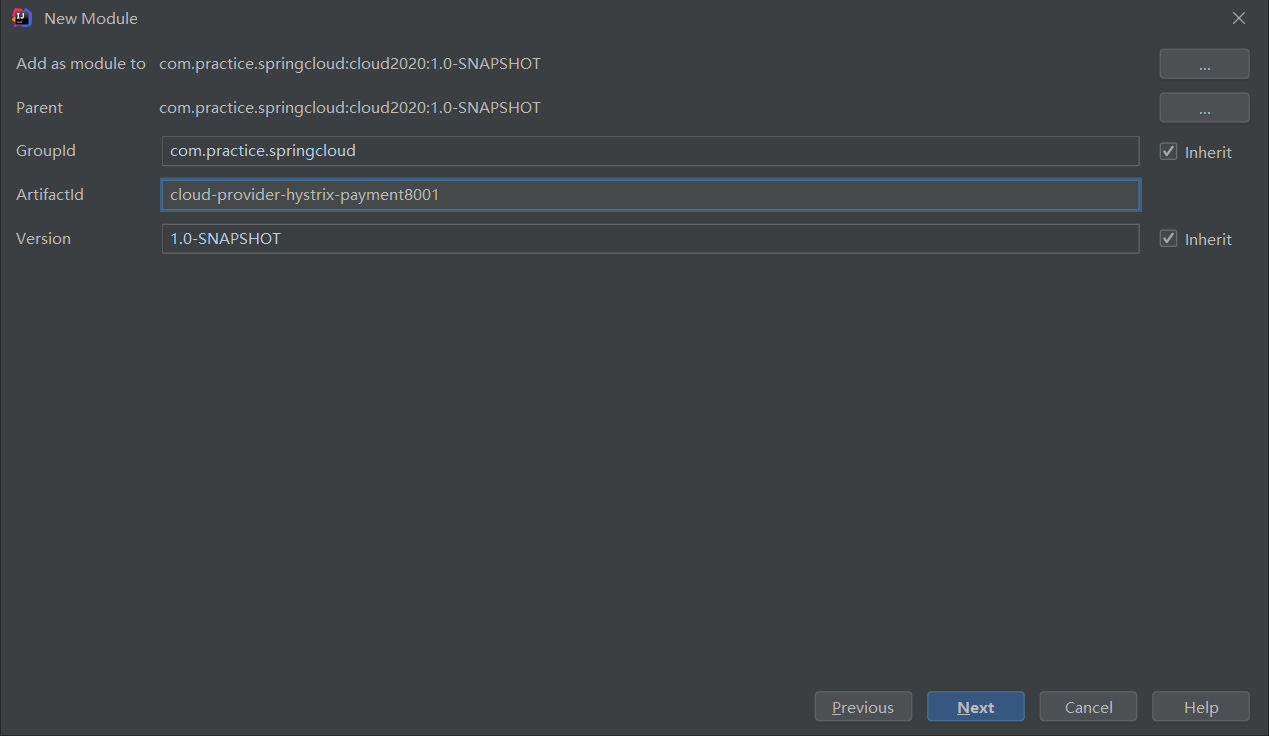 New Module
Add as module to com.practice.springcloud:cloud2020:1.0-SNAPSHOT ...
Parent com.practice.springcloud:cloud2020:1.0-SNAPSHOT ...
GroupId com.practice.springcloud Inherit
ArtifactId cloud-provider-hystrix-payment8001
Version 1.0-SNAPSHOT Inherit
Previous Next Cancel Help